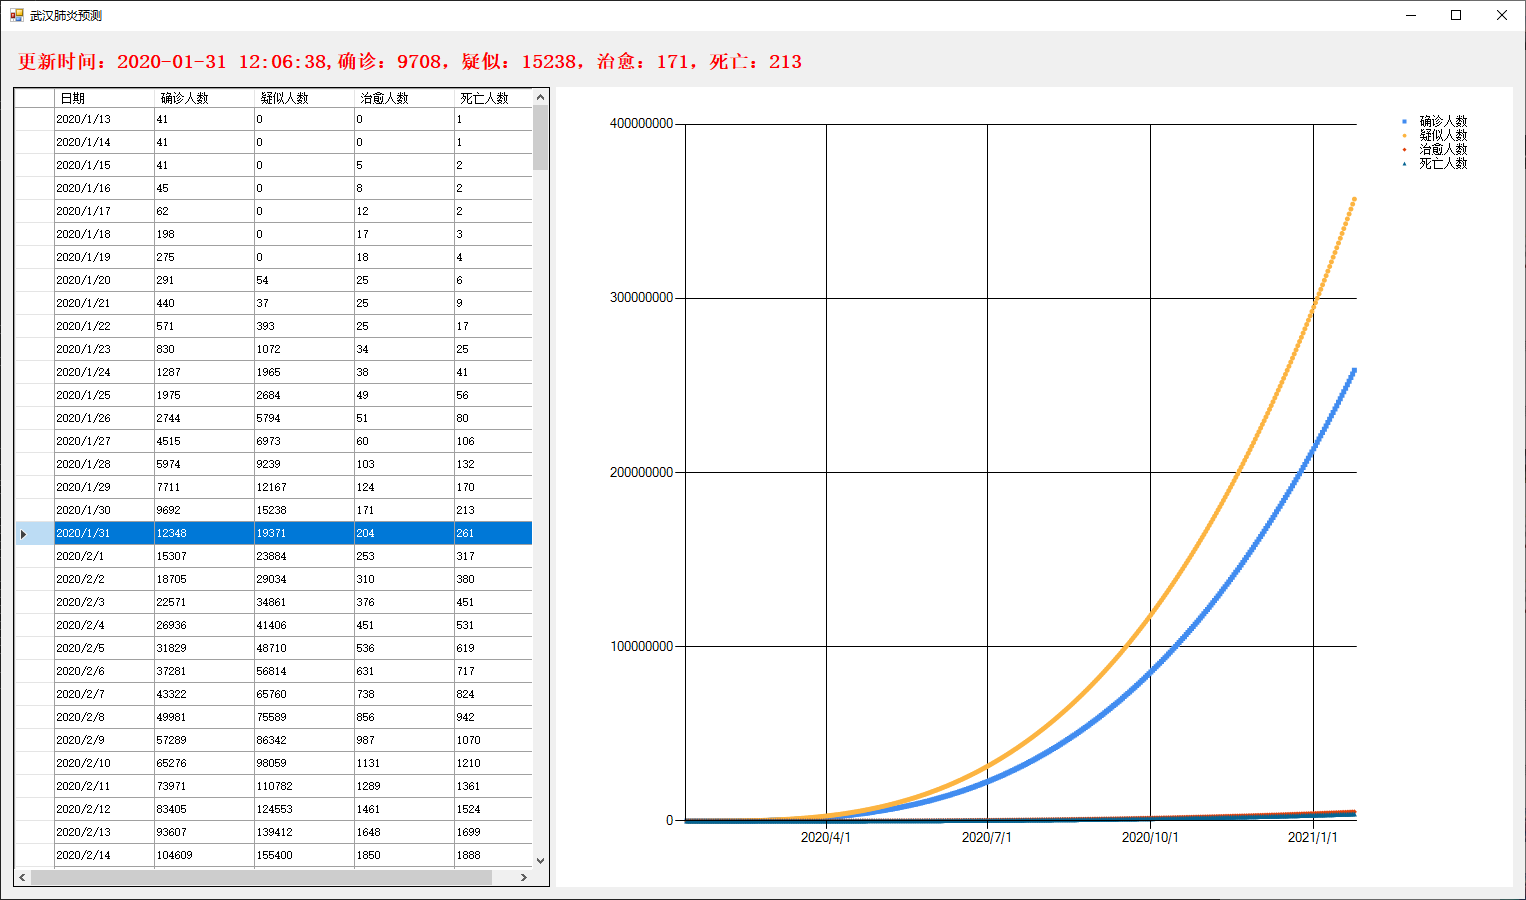 武汉肺炎预测
更新时间：2020-01-31 12:06:38,确诊：9708，疑似：15238，治愈：171，死亡：213
日期 确诊人数 疑似人数 治愈人数 死亡人数
2020/1/13 41 0 0 1
2020/1/14 41 0 0 1
2020/1/15 41 0 5 2
2020/1/16 45 0 8 2
2020/1/17 62 0 12 2
2020/1/18 198 0 17 3
2020/1/19 275 0 18 4
2020/1/20 291 54 25 6
2020/1/21 440 37 25 9
2020/1/22 571 393 25 17
2020/1/23 830 1072 34 25
2020/1/24 1287 1965 38 41
2020/1/25 1975 2684 49 56
2020/1/26 2744 5794 51 80
2020/1/27 4515 6973 60 106
2020/1/28 5974 9239 103 132
2020/1/29 7711 12167 124 170
2020/1/30 9692 15238 171 213
2020/1/31 12348 19371 204 261
2020/2/1 15307 23884 253 317
2020/2/2 18705 29034 310 380
2020/2/3 22571 34861 376 451
2020/2/4 26936 41406 451 531
2020/2/5 31829 48710 536 619
2020/2/6 37281 56814 631 717
2020/2/7 43322 65760 738 824
2020/2/8 49981 75589 856 942
2020/2/9 57289 86342 987 1070
2020/2/10 65276 98059 1131 1210
2020/2/11 73971 110782 1289 1361
2020/2/12 83405 124553 1461 1524
2020/2/13 93607 139412 1648 1699
2020/2/14 104609 155400 1850 1888
400000000
300000000
200000000
100000000
0
2020/4/1 2020/7/1 2020/10/1 2021/1/1
确诊人数
疑似人数
治愈人数
死亡人数